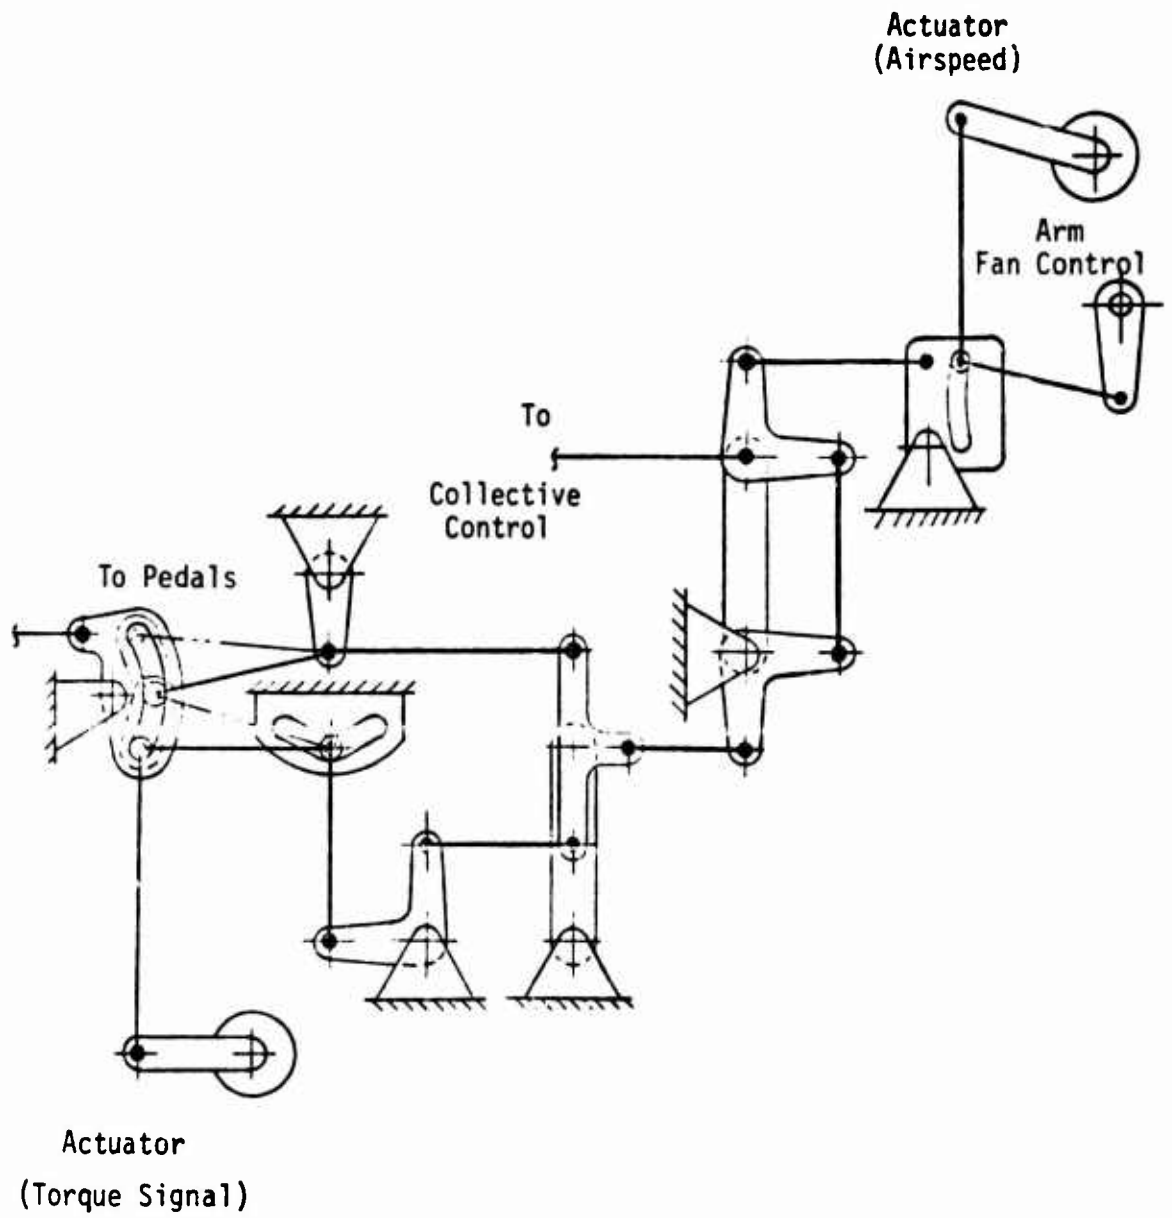 Actuator
(Airspeed)
Arm
Fan Control
To
Collective
Control
To Pedals
Actuator
(Torque Signal)